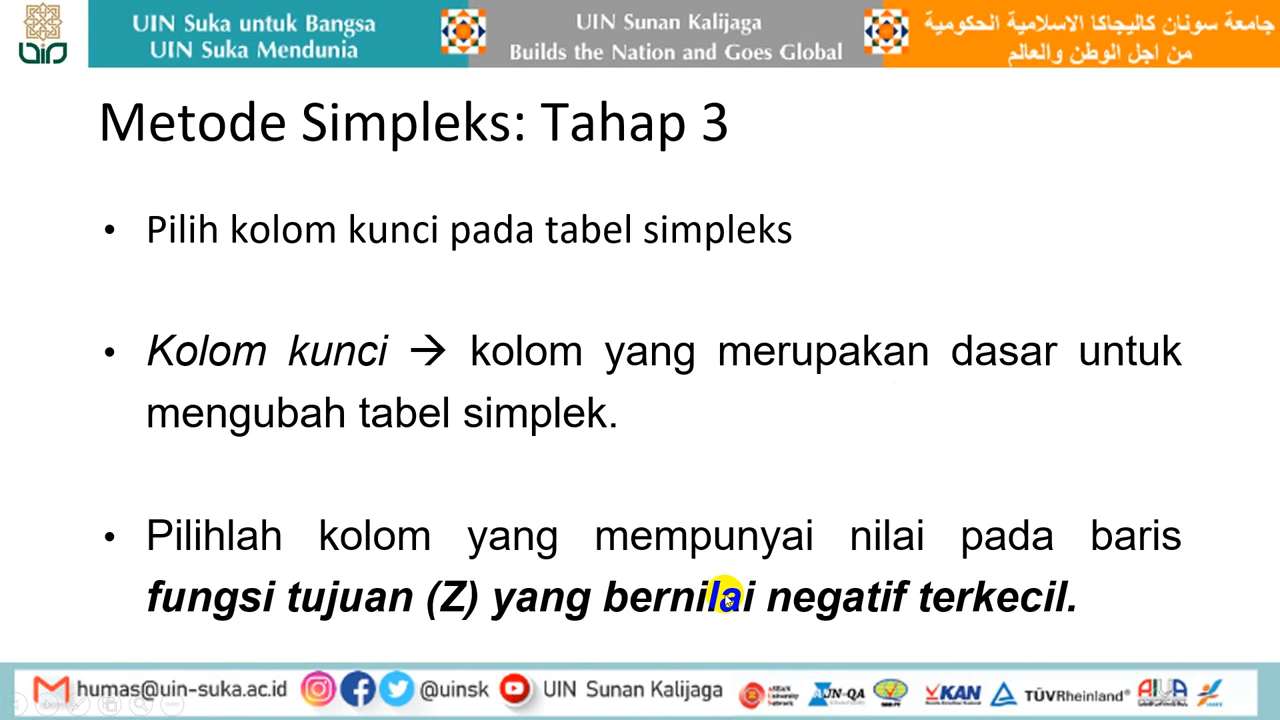 UIN Suka untuk Bangsa
UIN Suka Mendunia
UIN Sunan Kalijaga
Builds the Nation and Goes Global
جامعة سونان كاليجاكا الاسلامية الحكومية
من اجل الوطن والعالم
Metode Simpleks: Tahap 3
• Pilih kolom kunci pada tabel simpleks
• Kolom kunci → kolom yang merupakan dasar untuk
mengubah tabel simplek.
• Pilihlah kolom yang mempunyai nilai pada baris
fungsi tujuan (Z) yang bernilai negatif terkecil.
humas@uin-suka.ac.id @uinsk UIN Sunan Kalijaga KAN TÜVRheinland®